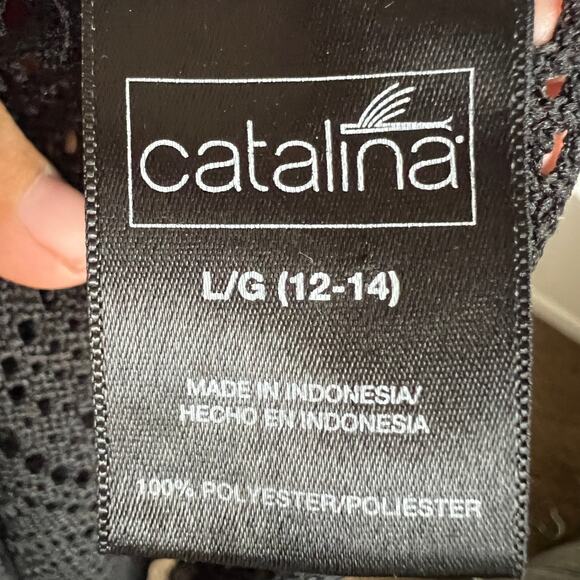 catalina
L/G (12-14)
MADE IN INDONESIA/
HECHO EN INDONESIA
100% POLYESTER/POLIESTER